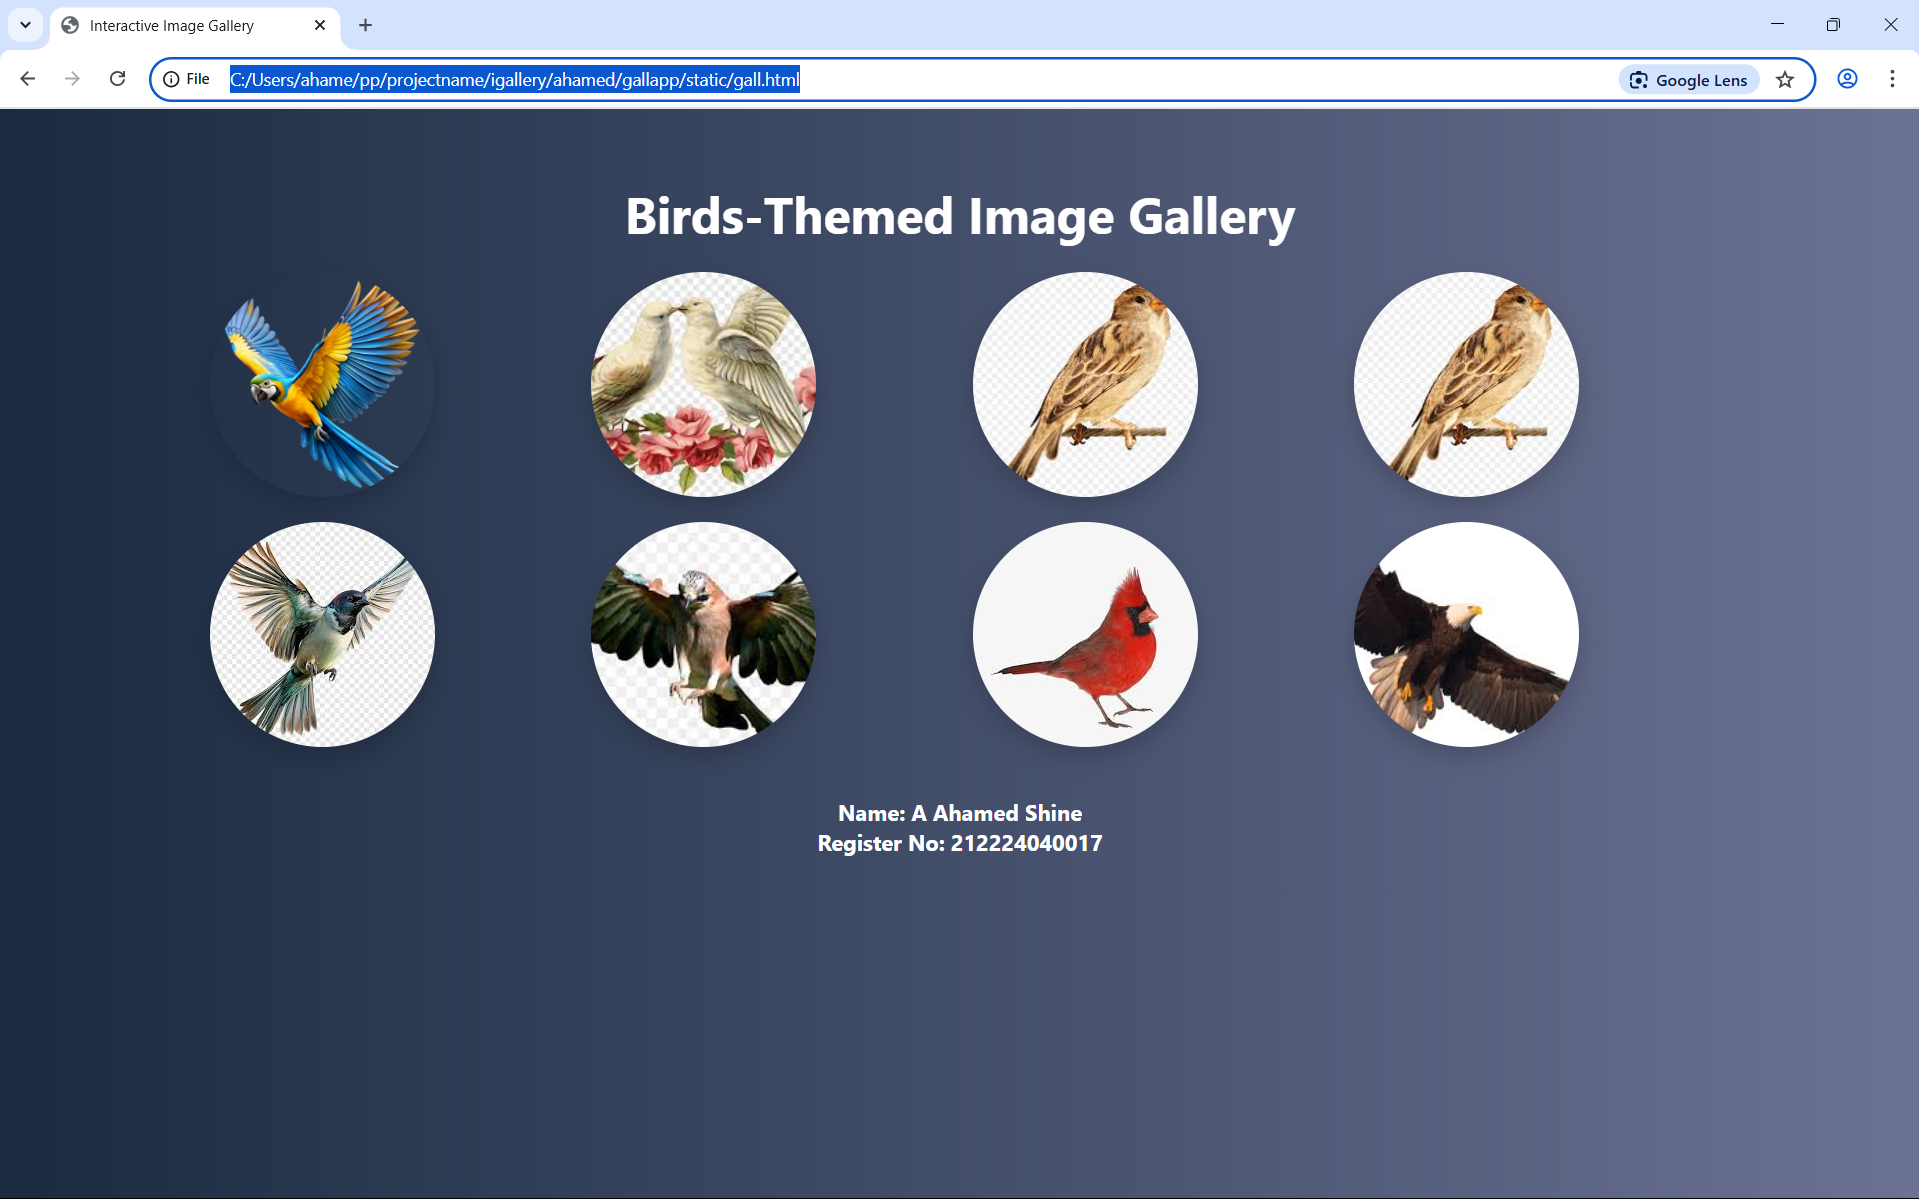 Interactive Image Gallery
File
C:/Users/ahame/pp/projectname/igallery/ahamed/gallapp/static/gall.html
Google Lens
Birds-Themed Image Gallery
Name: A Ahamed Shine
Register No: 212224040017